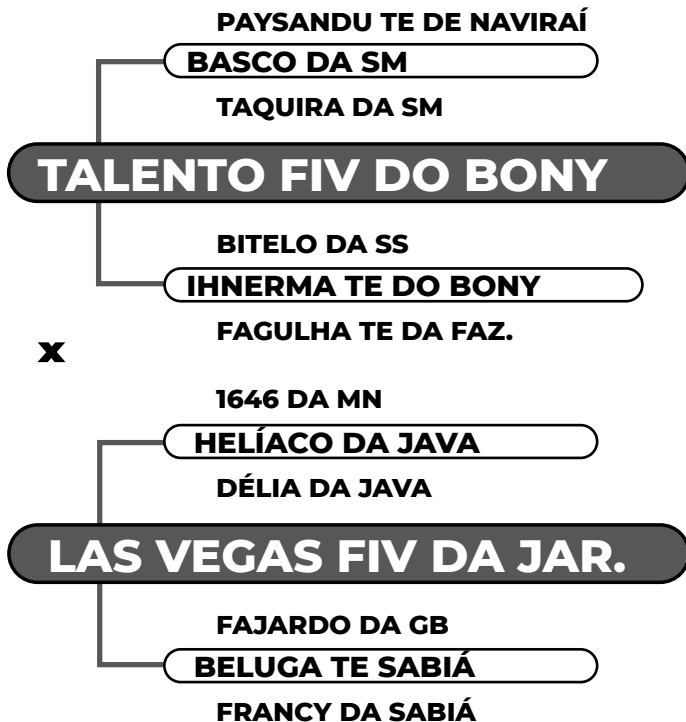 PAYSANDU TE DE NAVIRAÍ
BASCO DA SM
TAQUIRA DA SM
TALENTO FIV DO BONY
BITELO DA SS
IHNERMA TE DO BONY
FAGULHA TE DA FAZ.
X
1646 DA MN
HELÍACO DA JAVA
DÉLIA DA JAVA
LAS VEGAS FIV DA JAR.
FAJARDO DA GB
BELUGA TE SABIÁ
FRANCY DA SABIÁ